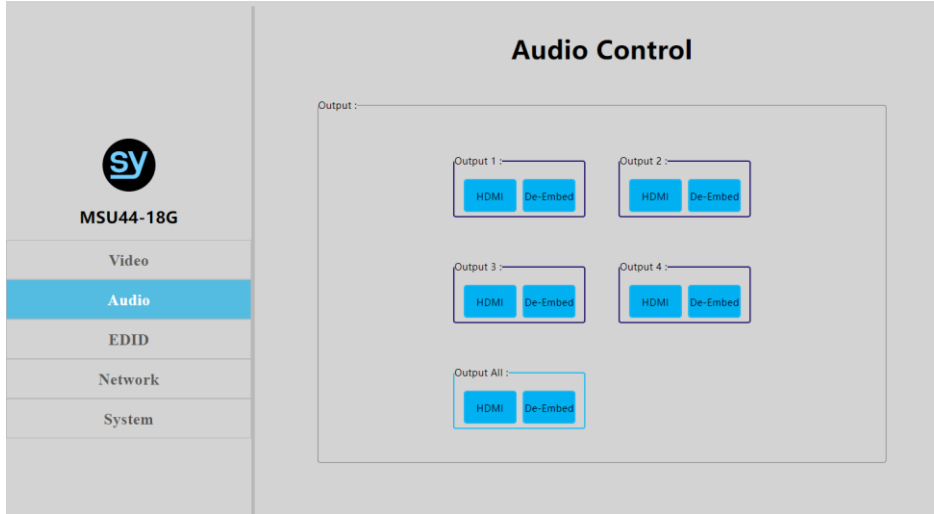 Audio Control
Output :
sy
MSU44-18G
Video
Audio
EDID
Network
System
Output 1 :
HDMI De-Embed
Output 2 :
HDMI De-Embed
Output 3 :
HDMI De-Embed
Output 4 :
HDMI De-Embed
Output All :
HDMI De-Embed